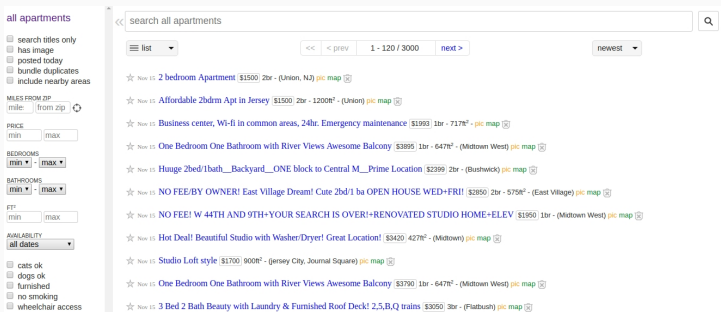 all apartments
search titles only
has image
posted today
bundle duplicates
include nearby areas
MILES FROM ZIP
mile from zip
PRICE
min max
BEDROOMS
min - max
BATHROOMS
min - max
FT²
min max
AVAILABILITY
all dates
cats ok
dogs ok
furnished
no smoking
wheelchair access
« search all apartments
list << < prev 1 - 120 / 3000 next > newest
Nov 15 2 bedroom Apartment $1500 2br - (Union, NJ) pic map
Nov 15 Affordable 2bdrm Apt in Jersey $1500 2br - 1200ft² - (Union) pic map
Nov 15 Business center, Wi-fi in common areas, 24hr. Emergency maintenance $1993 1br - 717ft² - pic map
Nov 15 One Bedroom One Bathroom with River Views Awesome Balcony $3895 1br - 647ft² - (Midtown West) pic map
Nov 15 Huuge 2bed/1bath__Backyard__ONE block to Central M__Prime Location $2399 2br - (Bushwick) pic map
Nov 15 NO FEE/BY OWNER! East Village Dream! Cute 2bd/1 ba OPEN HOUSE WED+FRI! $2850 2br - 575ft² - (East Village) pic map
Nov 15 NO FEE! W 44TH AND 9TH+YOUR SEARCH IS OVER!+RENOVATED STUDIO HOME+ELEV $1950 1br - (Midtown West) pic map
Nov 15 Hot Deal! Beautiful Studio with Washer/Dryer! Great Location! $3420 427ft² - (Midtown) pic map
Nov 15 Studio Loft style $1700 900ft² - (jersey City, Journal Square) pic map
Nov 15 One Bedroom One Bathroom with River Views Awesome Balcony $3790 1br - 647ft² - (Midtown West) pic map
Nov 15 3 Bed 2 Bath Beauty with Laundry & Furnished Roof Deck! 2,5,B,Q trains $3050 3br - (Flatbush) pic map